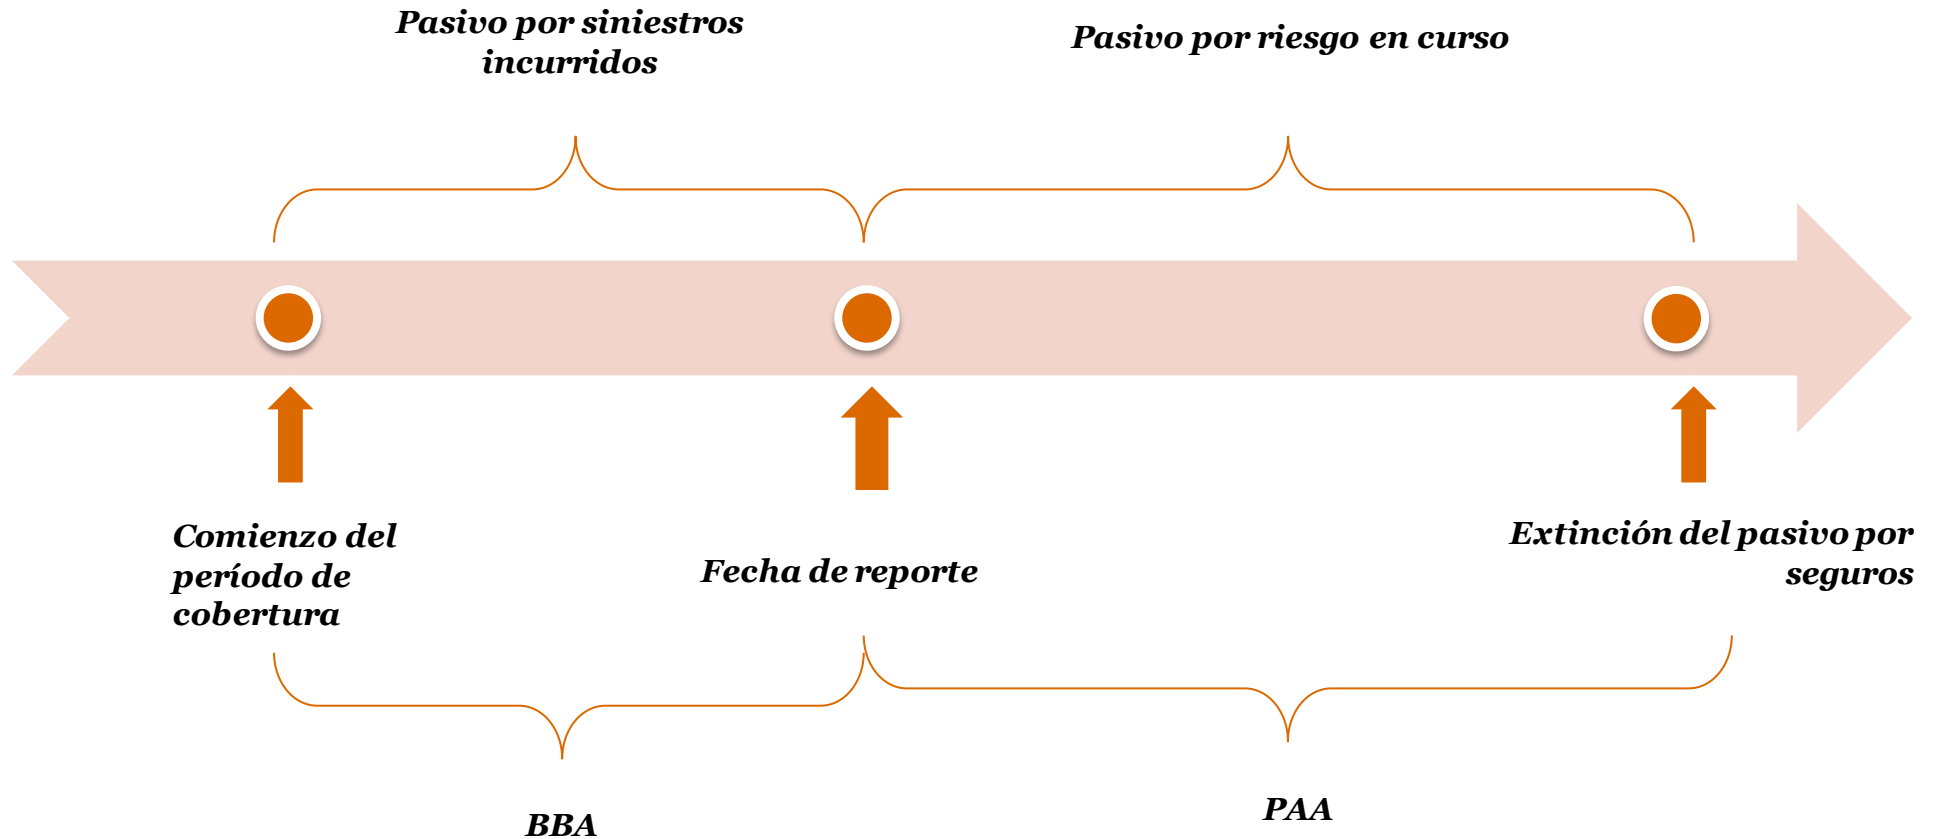 Pasivo por siniestros
incurridos
Pasivo por riesgo en curso
Comienzo del
período de
cobertura
Fecha de reporte
Extinción del pasivo por
seguros
BBA
PAA